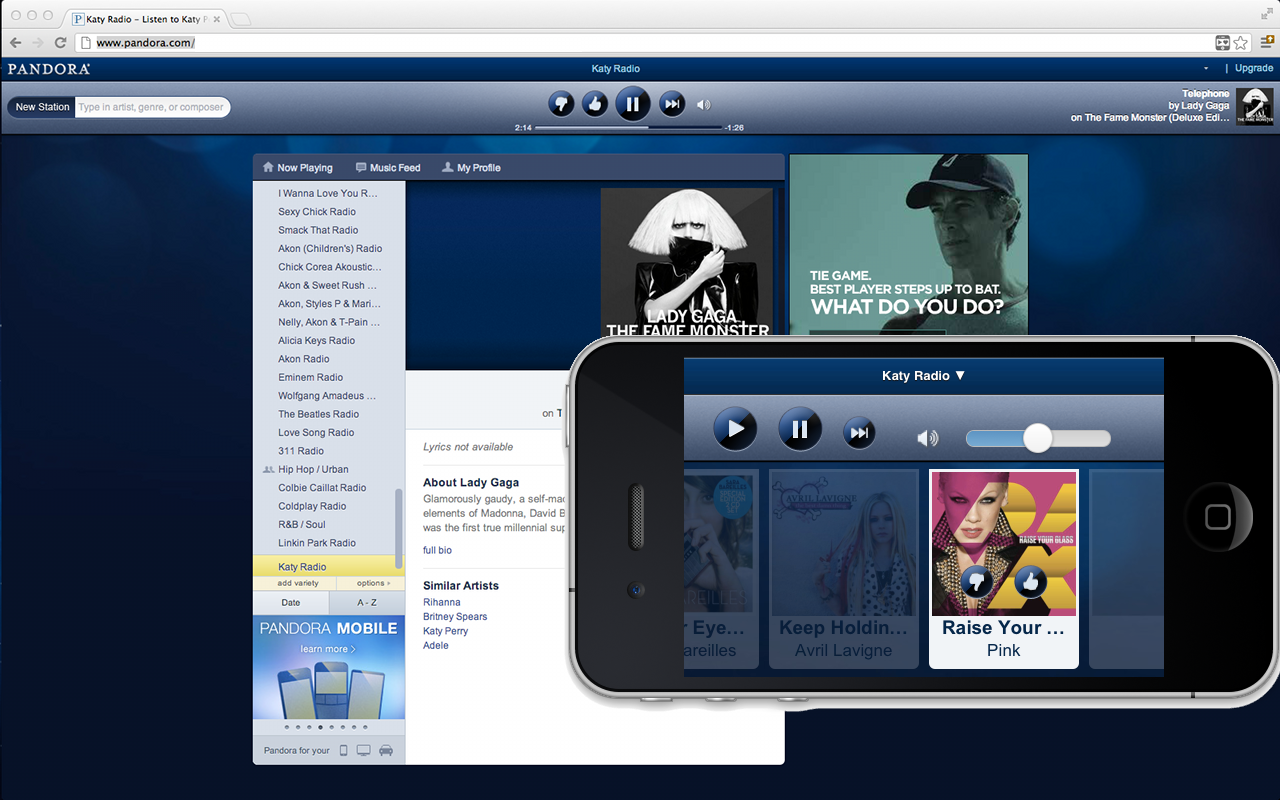 Katy Radio – Listen to Katy P
www.pandora.com/
PANDORA
Katy Radio
| Upgrade
New Station
Type in artist, genre, or composer
2:14
-1:26
Telephone
by Lady Gaga
on The Fame Monster (Deluxe Edi...
THE FAME MONSTER
Now Playing
Music Feed
My Profile
I Wanna Love You R...
Sexy Chick Radio
Smack That Radio
Akon (Children's) Radio
Chick Corea Akoustic...
Akon & Sweet Rush ...
Akon, Styles P & Mari...
Nelly, Akon & T-Pain ...
Alicia Keys Radio
Akon Radio
Eminem Radio
Wolfgang Amadeus ...
The Beatles Radio
Love Song Radio
311 Radio
Hip Hop / Urban
Colbie Caillat Radio
Coldplay Radio
R&B / Soul
Linkin Park Radio
Katy Radio
add variety
options
Date
A - Z
PANDORA MOBILE
learn more
Pandora for your
LADY GAGA
THE FAME MONSTER
on T
Lyrics not available
About Lady Gaga
Glamorously gaudy, a self-mac
elements of Madonna, David B
was the first true millennial sup
full bio
Similar Artists
Rihanna
Britney Spears
Katy Perry
Adele
TIE GAME.
BEST PLAYER STEPS UP TO BAT.
WHAT DO YOU DO?
Katy Radio ▼
AVRIL LAVIGNE
RAISE YOUR GLASS
r Eye...
areilles
Keep Holdin...
Avril Lavigne
Raise Your ...
Pink